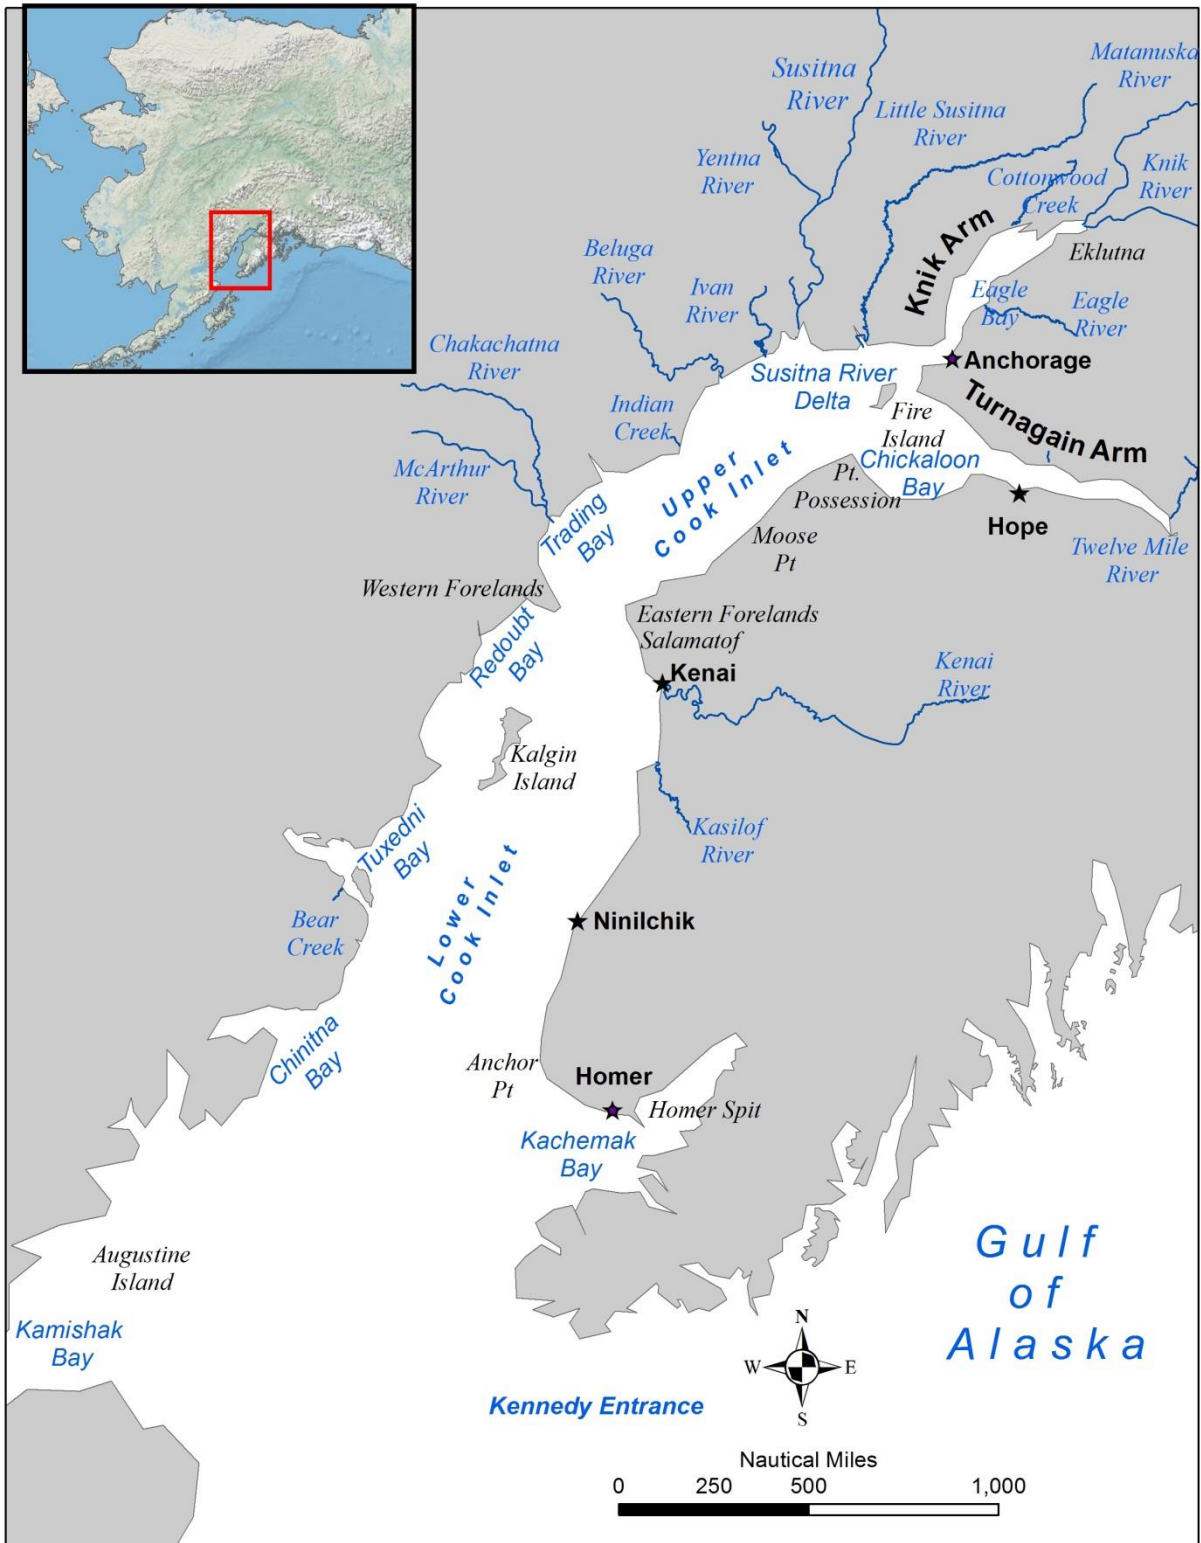 Susitna
River
Matanuska
River
Little Susitna
River
Yentna
River
Cottonwood
Creek
Knik
River
Knik Arm
Eklutna
Beluga
River
Ivan
River
Eagle
Bay
Eagle
River
Chakachatna
River
Anchorage
Susitna River
Delta
Indian
Creek
Fire
Island
Turnagain Arm
McArthur
River
Upper
Cook Inlet
Chickaloon
Bay
Pt.
Possession
Trading
Bay
Hope
Moose
Pt
Twelve Mile
River
Western Forelands
Redoubt
Bay
Eastern Forelands
Salamatof
Kenai
Kenai
River
Kalgin
Island
Tuxedni
Bay
Kasilof
River
Lower
Cook Inlet
Bear
Creek
Ninilchik
Chinitna
Bay
Anchor
Pt
Homer
Homer Spit
Kachemak
Bay
Augustine
Island
Gulf
of
Alaska
Kamishak
Bay
N
W E
S
Kennedy Entrance
Nautical Miles
0 250 500 1,000